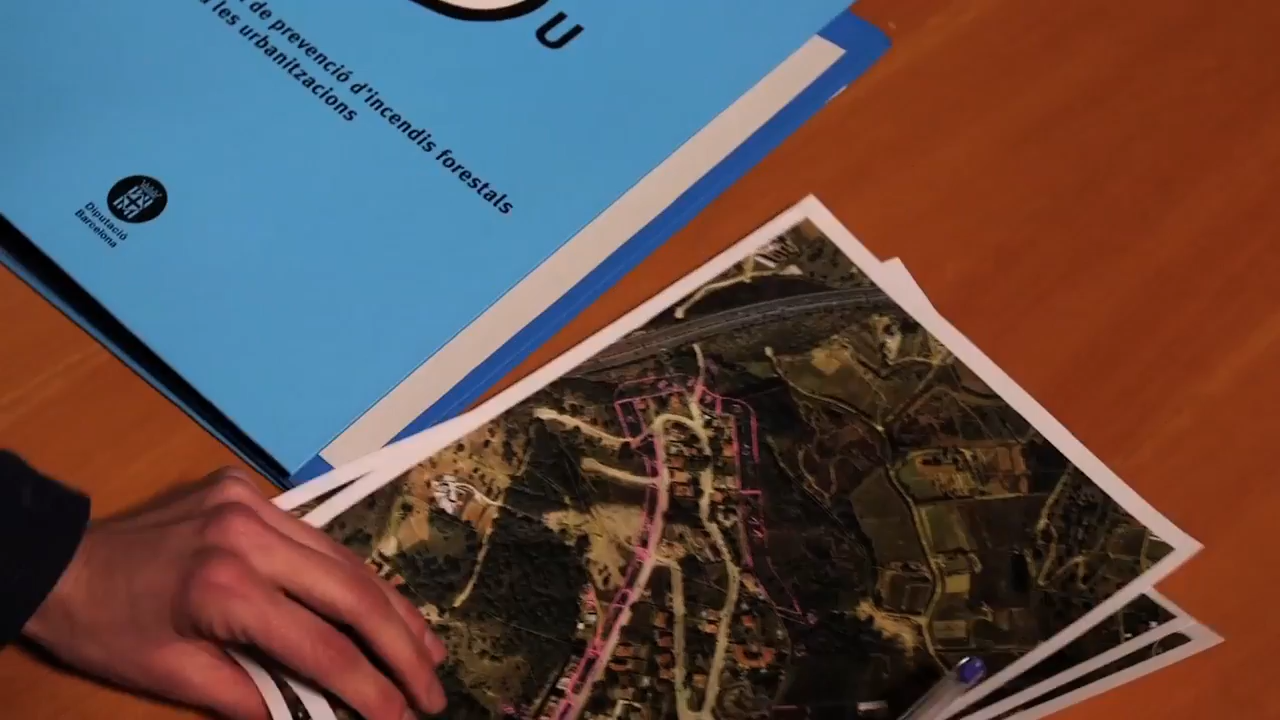 U
de prevenció d'incendis forestals
les urbanitzacions
Diputació
Barcelona